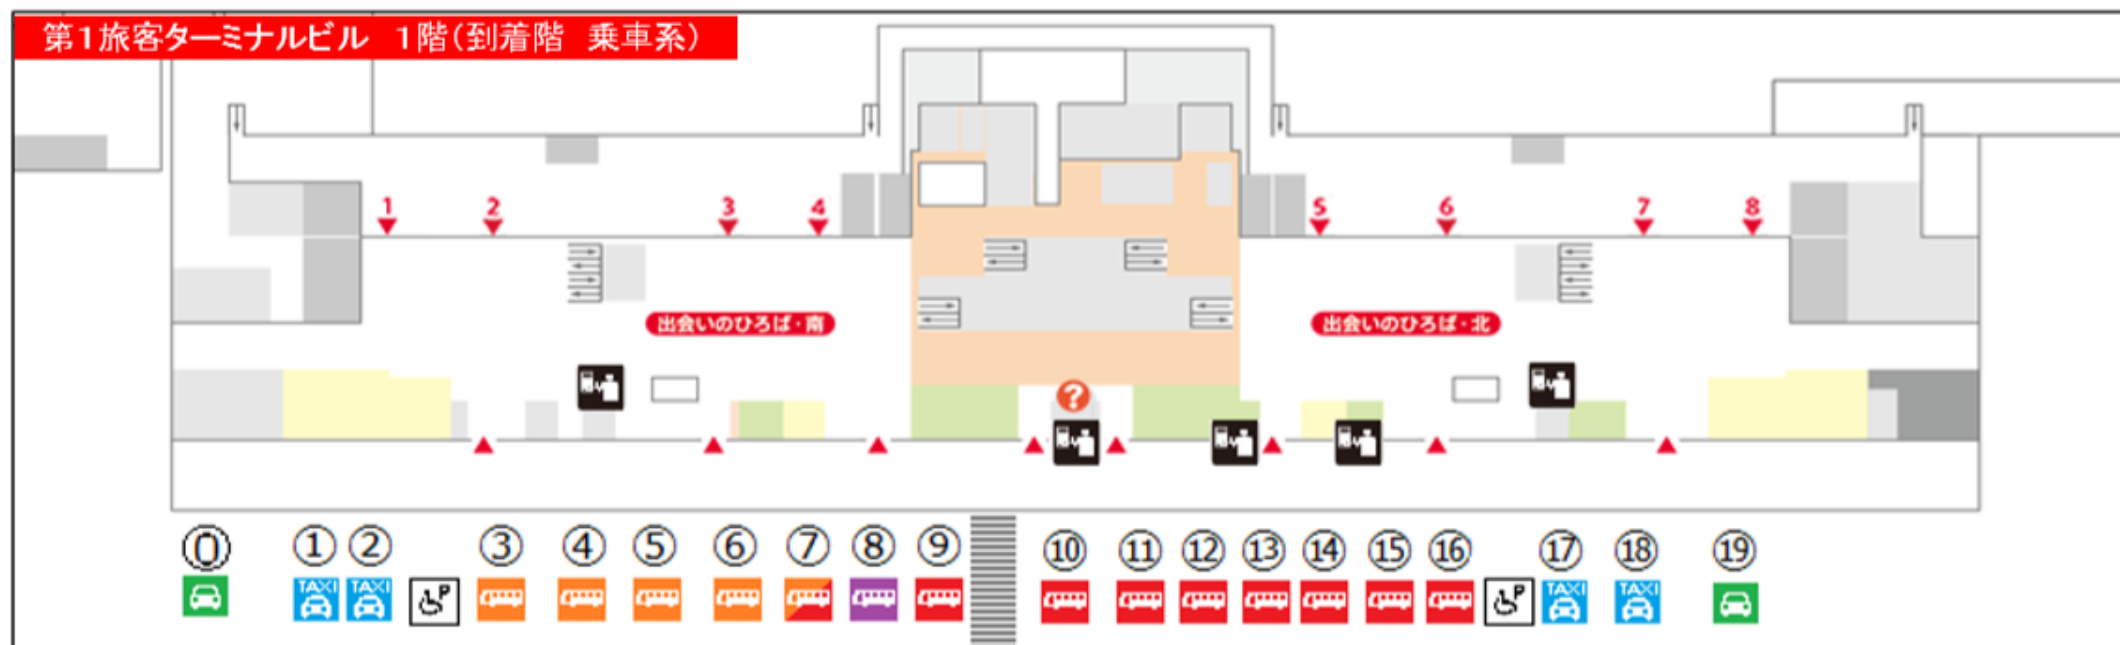 第1旅客ターミナルビル 1階(到着階 乗車系)
1 2 3 4 5 6 7 8
出会いのひろば・南 出会いのひろば・北
?
⓪ ① ② ③ ④ ⑤ ⑥ ⑦ ⑧ ⑨ ⑩ ⑪ ⑫ ⑬ ⑭ ⑮ ⑯ ⑰ ⑱ ⑲
TAXI TAXI P P TAXI TAXI